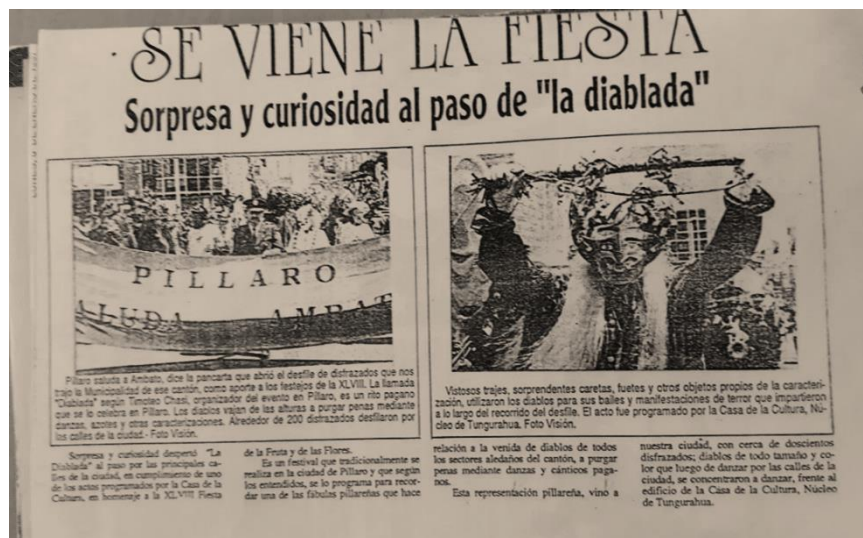 SE VIENE LA FIESTA
Sorpresa y curiosidad al paso de "la diablada"
PILLARO
ALUDA AMBAT
Pillaro saluda a Ambato, dice la pancarta que abrió el desfile de disfrazados que nos
trajo la Municipalidad de ese cantón, como aporte a los festejos de la XLVIII. La llamada
"Diablada" según Timoteo Chasi, organizador del evento en Píllaro, es un rito pagano
que se lo celebra en Píllaro. Los diablos vajan de las alturas a purgar penas mediante
danzas, azotes y otras caracterizaciones. Alrededor de 200 disfrazados desfilaron por
las calles de la ciudad - Foto Visión.
Vistosos trajes, sorprendentes caretas, fuetes y otros objetos propios de la caracteri-
zación, utilizaron los diablos para sus bailes y manifestaciones de terror que impartieron
a lo largo del recorrido del desfile. El acto fue programado por la Casa de la Cultura, Nú-
cleo de Tungurahua. Foto Visión.
Sorpresa y curiosidad despertó "La
Diablada" al paso por las principales ca-
lles de la ciudad, en cumplimiento de uno
de los actos programados por la Casa de la
Cultura, en homenaje a la XLVIII Fiesta
de la Fruta y de las Flores.
Es un festival que tradicionalmente se
realiza en la ciudad de Píllaro y que según
los entendidos, se lo programa para recor-
dar una de las fábulas pillareñas que hace
relación a la venida de diablos de todos
los sectores aledaños del cantón, a purgar
penas mediante danzas y cánticos paga-
nos.
Esta representación pillareña, vino a
nuestra ciudad, con cerca de doscientos
disfrazados; diablos de todo tamaño y co-
lor que luego de danzar por las calles de la
ciudad, se concentraron a danzar, frente al
edificio de la Casa de la Cultura, Núcleo
de Tungurahua.